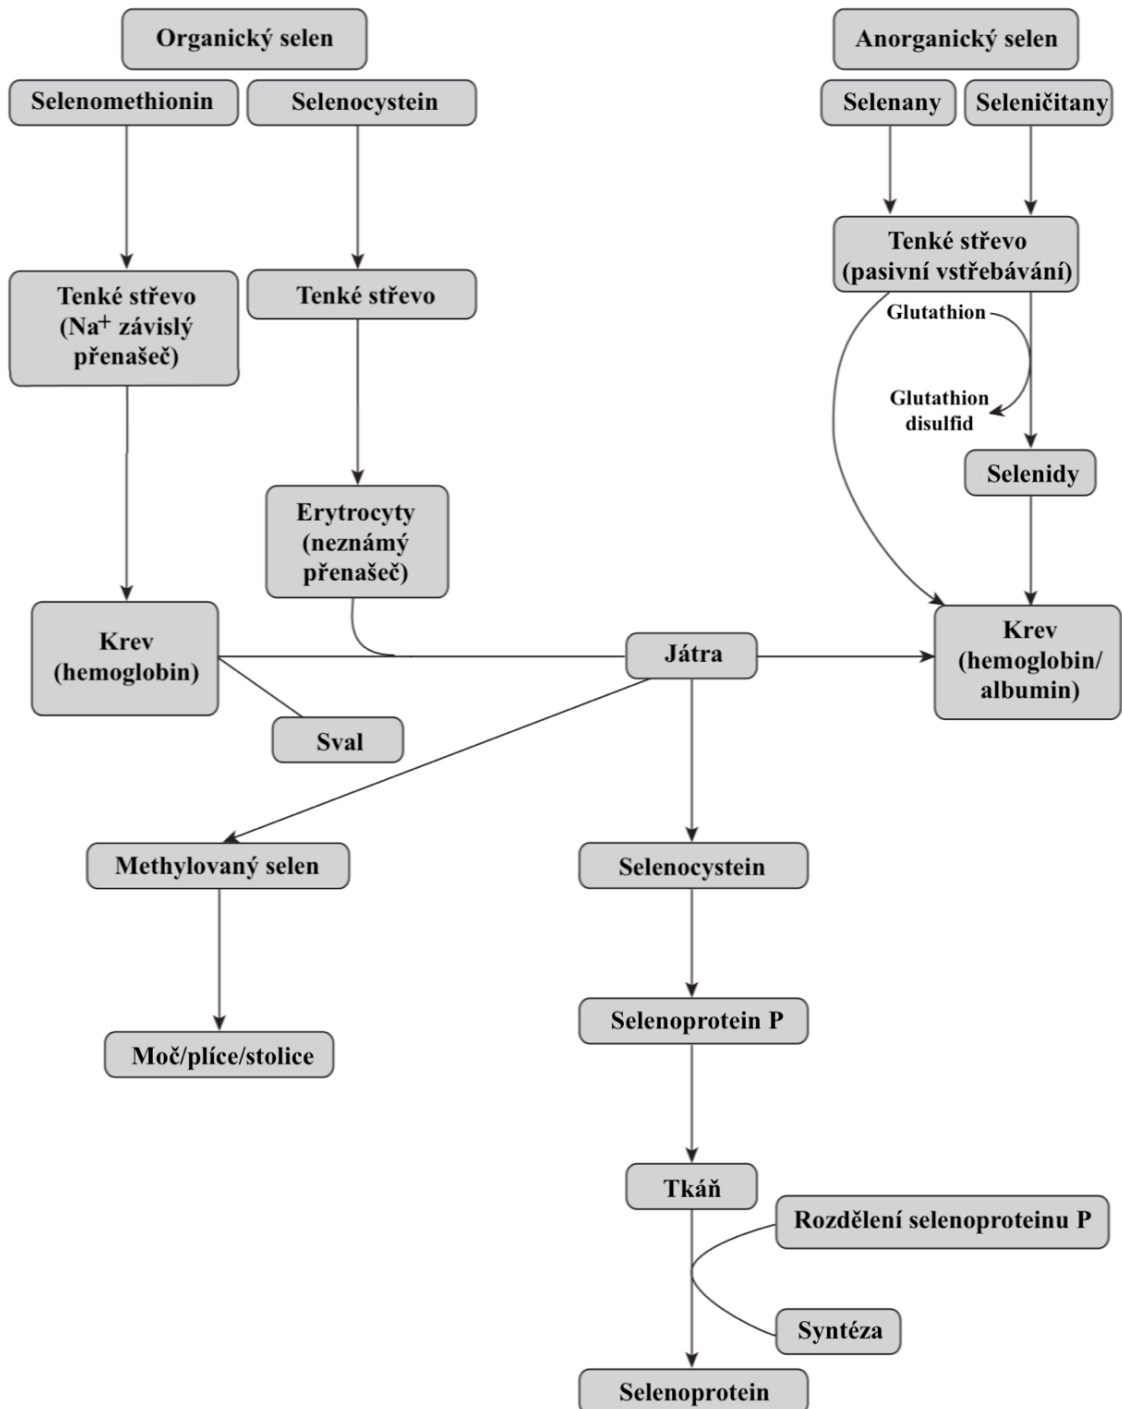 Organický selen
Anorganický selen
Selenomethionin
Selenocystein
Selenany
Seleničitany
Tenké střevo
(pasivní vstřebávání)
Tenké střevo
(Na+ závislý
přenašeč)
Tenké střevo
Glutathion
Glutathion
disulfid
Selenidy
Erytrocyty
(neznámý
přenašeč)
Krev
(hemoglobin)
Játra
Krev
(hemoglobin/
albumin)
Sval
Methylovaný selen
Selenocystein
Selenoprotein P
Moč/plíce/stolice
Tkáň
Rozdělení selenoproteinu P
Syntéza
Selenoprotein